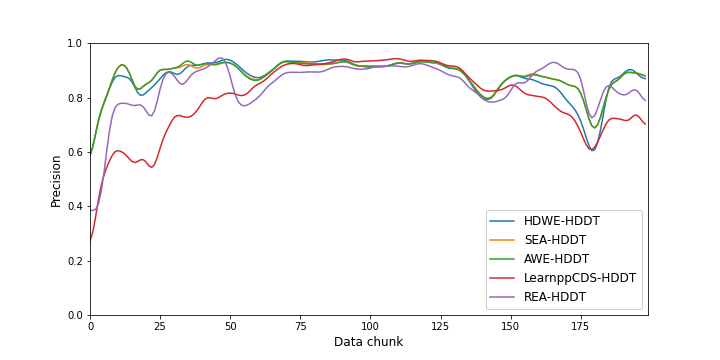 1.0
0.8
0.6
0.4
0.2
0.0
Precision
0 25 50 75 100 125 150 175
Data chunk
HDWE-HDDT
SEA-HDDT
AWE-HDDT
LearnppCDS-HDDT
REA-HDDT